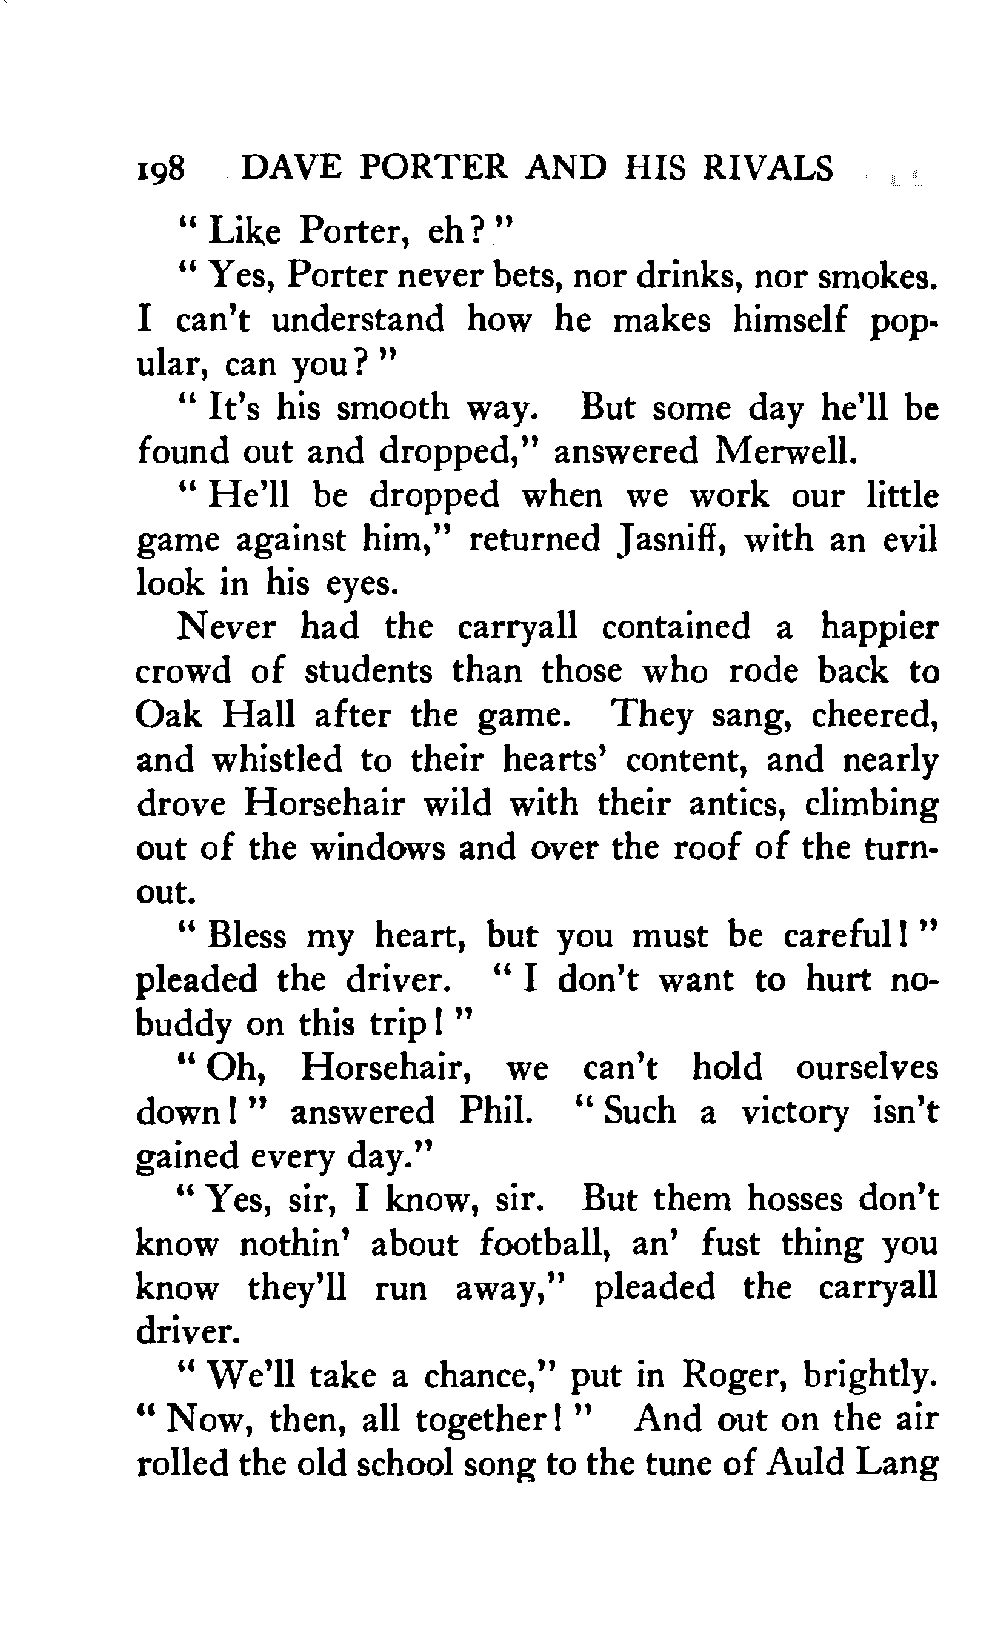 198 DAVE PORTER AND HIS RIVALS
" Like Porter, eh? "
" Yes, Porter never bets, nor drinks, nor smokes.
I can't understand how he makes himself pop-
ular, can you? "
" It's his smooth way. But some day he'll be
found out and dropped," answered Merwell.
" He'll be dropped when we work our little
game against him," returned Jasniff, with an evil
look in his eyes.
Never had the carryall contained a happier
crowd of students than those who rode back to
Oak Hall after the game. They sang, cheered,
and whistled to their hearts' content, and nearly
drove Horsehair wild with their antics, climbing
out of the windows and over the roof of the turn-
out.
" Bless my heart, but you must be careful! "
pleaded the driver. " I don't want to hurt no-
buddy on this trip! "
" Oh, Horsehair, we can't hold ourselves
down! " answered Phil. " Such a victory isn't
gained every day."
" Yes, sir, I know, sir. But them hosses don't
know nothin' about football, an' fust thing you
know they'll run away," pleaded the carryall
driver.
" We'll take a chance," put in Roger, brightly.
" Now, then, all together! " And out on the air
rolled the old school song to the tune of Auld Lang